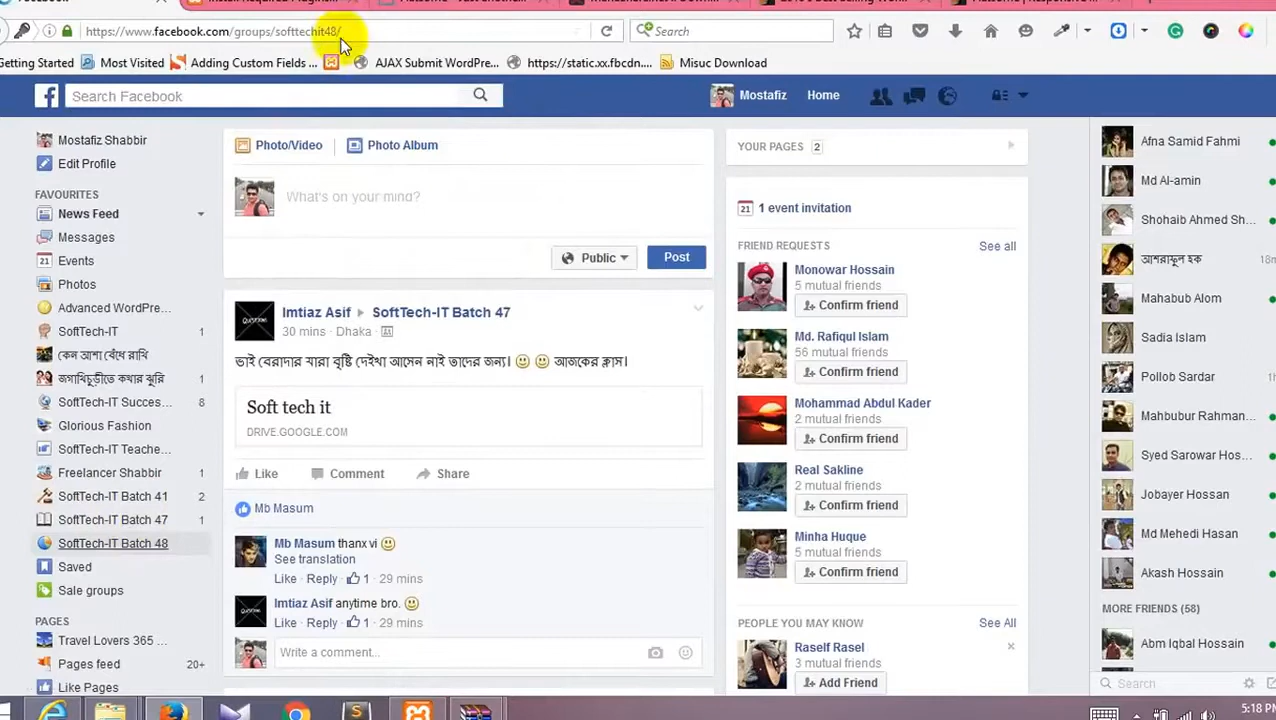 Facebook
Install Required Plugins...
https://www.facebook.com/groups/softtechit48/
Search
Getting Started
Most Visited
Adding Custom Fields ...
AJAX Submit WordPre...
https://static.xx.fbcdn....
Misuc Download
Search Facebook
Mostafiz
Home
Mostafiz Shabbir
Edit Profile
FAVOURITES
News Feed
Messages
Events
Photos
Advanced WordPre...
SoftTech-IT 1
কেন আশা বেঁধে রাখি
জগাখিচুড়ীতে কথার ঝুরি 1
SoftTech-IT Succes... 8
Glorious Fashion
SoftTech-IT Teache...
Freelancer Shabbir 1
SoftTech-IT Batch 41 2
SoftTech-IT Batch 47 1
SoftTech-IT Batch 48
Saved
Sale groups
PAGES
Travel Lovers 365 ...
Pages feed 20+
Like Pages
Photo/Video
Photo Album
What's on your mind?
Public
Post
Imtiaz Asif ▸ SoftTech-IT Batch 47
30 mins · Dhaka ·
ভাই বেরাদার যারা বৃষ্টি দেইখা আসেন নাই তাদের জন্য। আজকের ক্লাস।
Soft tech it
DRIVE.GOOGLE.COM
Like
Comment
Share
Mb Masum
Mb Masum thanx vi
See translation
Like · Reply · 1 · 29 mins
Imtiaz Asif anytime bro.
Like · Reply · 1 · 29 mins
Write a comment...
YOUR PAGES 2
21 1 event invitation
FRIEND REQUESTS See all
Monowar Hossain
5 mutual friends
Confirm friend
Md. Rafiqul Islam
56 mutual friends
Confirm friend
Mohammad Abdul Kader
2 mutual friends
Confirm friend
Real Sakline
2 mutual friends
Confirm friend
Minha Huque
5 mutual friends
Confirm friend
PEOPLE YOU MAY KNOW See All
Raself Rasel
3 mutual friends
Add Friend
Afna Samid Fahmi
Md Al-amin
Shohaib Ahmed Sh...
আশরাফুল হক 18m
Mahabub Alom
Sadia Islam
Pollob Sardar
Mahbubur Rahman...
Syed Sarowar Hos...
Jobayer Hossan
Md Mehedi Hasan
Akash Hossain
MORE FRIENDS (58)
Abm Iqbal Hossain
Search
5:18 PM